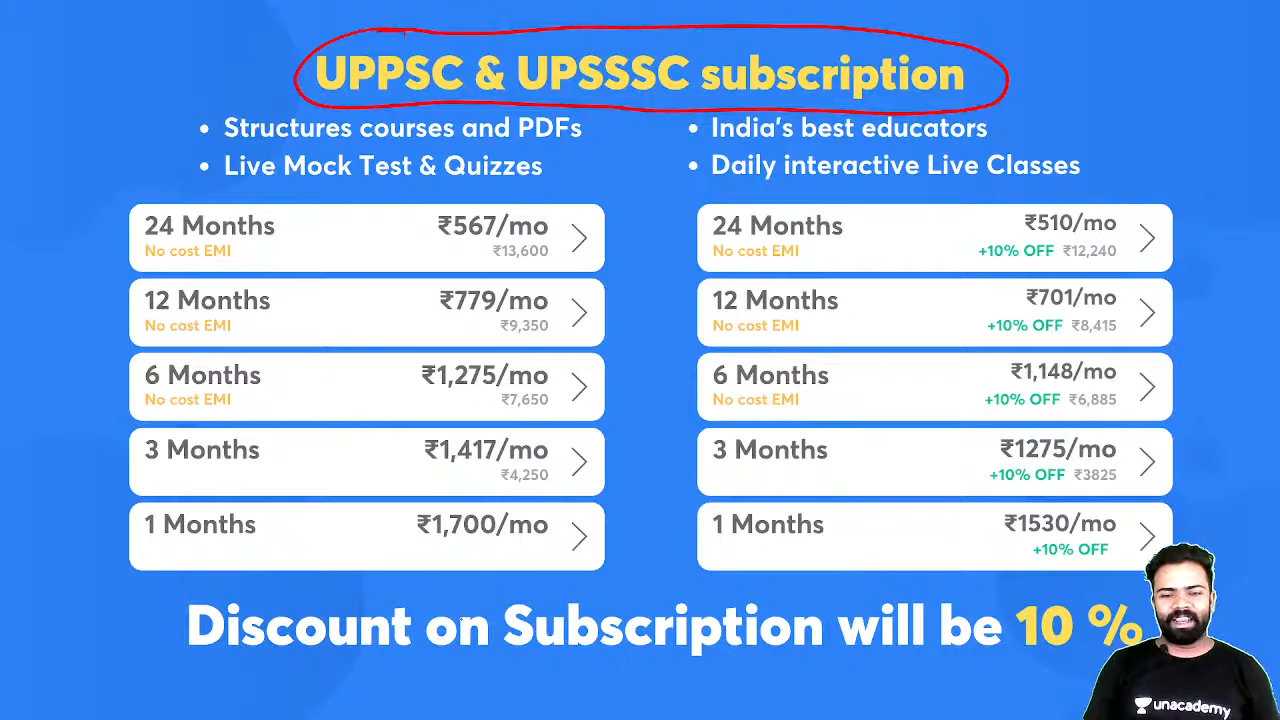 UPPSC & UPSSSC subscription
• Structures courses and PDFs
• Live Mock Test & Quizzes
• India's best educators
• Daily interactive Live Classes
24 Months ₹567/mo
No cost EMI ₹13,600
12 Months ₹779/mo
No cost EMI ₹9,350
6 Months ₹1,275/mo
No cost EMI ₹7,650
3 Months ₹1,417/mo
₹4,250
1 Months ₹1,700/mo
24 Months ₹510/mo
No cost EMI +10% OFF ₹12,240
12 Months ₹701/mo
No cost EMI +10% OFF ₹8,415
6 Months ₹1,148/mo
No cost EMI +10% OFF ₹6,885
3 Months ₹1275/mo
+10% OFF ₹3825
1 Months ₹1530/mo
+10% OFF
Discount on Subscription will be 10 %
unacademy